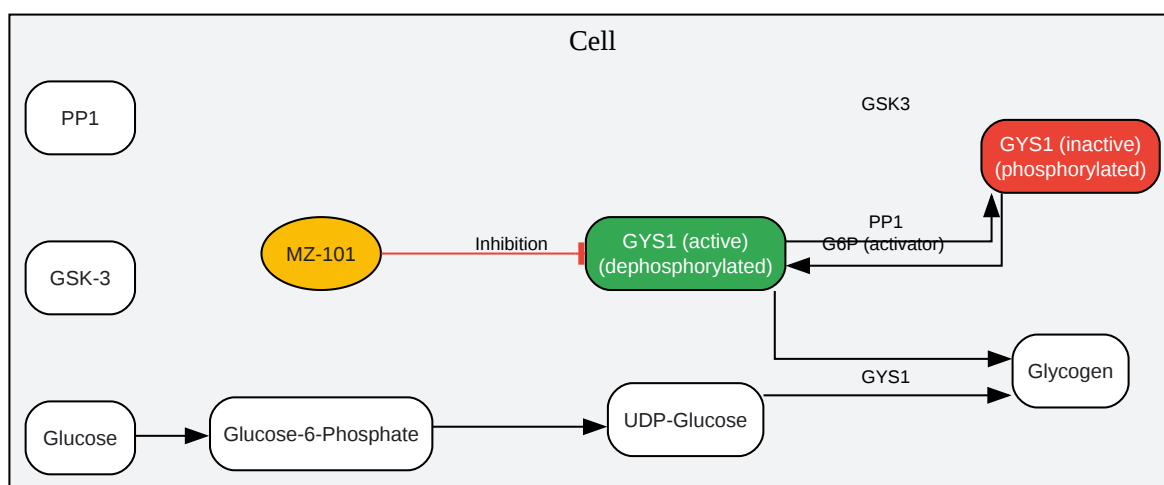 Cell
PP1
GSK3
GYS1 (inactive)
(phosphorylated)
GSK-3
MZ-101
Inhibition
GYS1 (active)
(dephosphorylated)
PP1
G6P (activator)
Glycogen
GYS1
Glucose
Glucose-6-Phosphate
UDP-Glucose